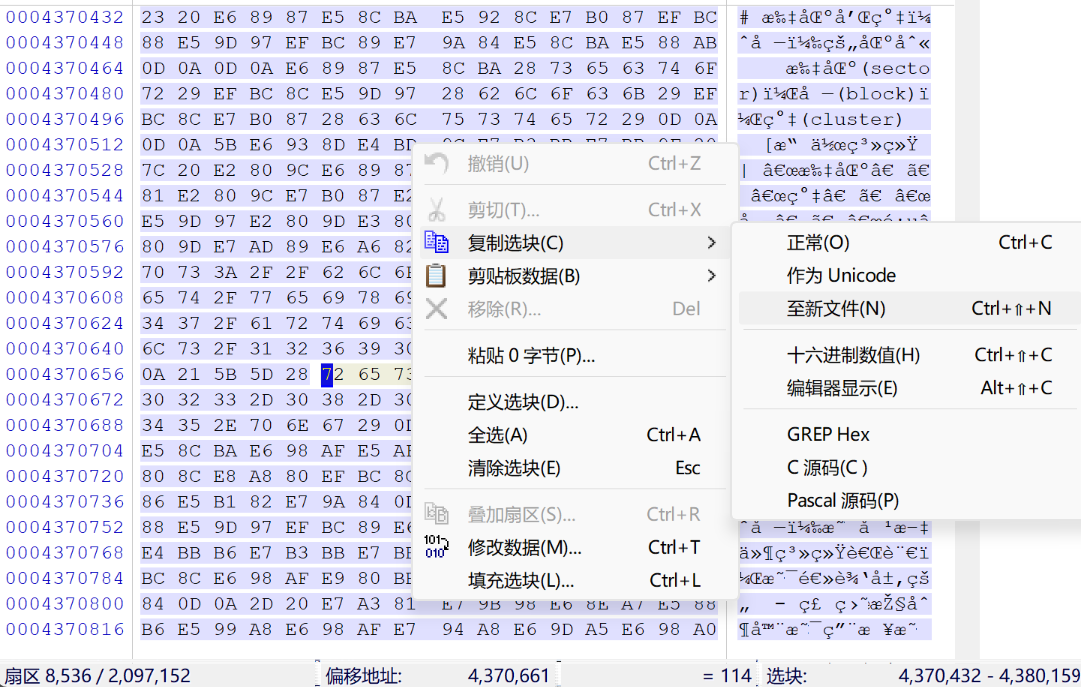 0004370432 23 20 E6 89 87 E5 8C BA E5 92 8C E7 B0 87 EF BC # æ‰‡åŒºå’Œç°‡ï¼
0004370448 88 E5 9D 97 EF BC 89 E7 9A 84 E5 8C BA E5 88 AB ˆå —ï¼‰çš„åŒºåˆ«
0004370464 0D 0A 0D 0A E6 89 87 E5 8C BA 28 73 65 63 74 6F æ‰‡åŒº(secto
0004370480 72 29 EF BC 8C E5 9D 97 28 62 6C 6F 63 6B 29 EF r)ï¼Œå —(block)ï
0004370496 BC 8C E7 B0 87 28 63 6C 75 73 74 65 72 29 0D 0A ¼Œç°‡(cluster)
0004370512 0D 0A 5B E6 93 8D E4 BD [æ“ ä½œç³»ç»Ÿ
0004370528 7C 20 E2 80 9C E6 89 87 | â€œæ‰‡åŒºâ€ ã€
0004370544 81 E2 80 9C E7 B0 87 E2 â€œç°‡â€ ã€ â€œ
0004370560 E5 9D 97 E2 80 9D E3 80
0004370576 80 9D E7 AD 89 E6 A6 82
0004370592 70 73 3A 2F 2F 62 6C
0004370608 65 74 2F 77 65 69 78
0004370624 34 37 2F 61 72 74 69 63
0004370640 6C 73 2F 31 32 36 39 30
0004370656 0A 21 5B 5D 28 72 65 73
0004370672 30 32 33 2D 30 38 2D 30
0004370688 34 35 2E 70 6E 67 29
0004370704 E5 8C BA E6 98 AF E5
0004370720 80 8C E8 A8 80 EF BC
0004370736 86 E5 B1 82 E7 9A 84
0004370752 88 E5 9D 97 EF BC 89 ˆå —ï¼‰æ˜ å ¹æ–‡
0004370768 E4 BB B6 E7 B3 BB E7 ä»¶ç³»ç»Ÿè€Œè¨€ï
0004370784 BC 8C E6 98 AF E9 80 ¼Œæ˜¯é€»è¾‘å±‚çš
0004370800 84 0D 0A 2D 20 E7 A3 81 E7 9B 98 E6 8E A7 E5 88 „ - ç£ ç›˜æŽ§åˆ
0004370816 B6 E5 99 A8 E6 98 AF E7 94 A8 E6 9D A5 E6 98 A0 ¶å™¨æ˜¯ç”¨æ ¥æ˜
撤销(U) Ctrl+Z
剪切(T)... Ctrl+X
复制选块(C)
剪贴板数据(B)
移除(R)... Del
粘贴 0 字节(P)...
定义选块(D)...
全选(A) Ctrl+A
清除选块(E) Esc
叠加扇区(S)... Ctrl+R
修改数据(M)... Ctrl+T
填充选块(L)... Ctrl+L
正常(O) Ctrl+C
作为 Unicode
至新文件(N) Ctrl+⇧+N
十六进制数值(H) Ctrl+⇧+C
编辑器显示(E) Alt+⇧+C
GREP Hex
C 源码(C )
Pascal 源码(P)
扇区 8,536 / 2,097,152 偏移地址: 4,370,661 = 114 选块: 4,370,432 - 4,380,159